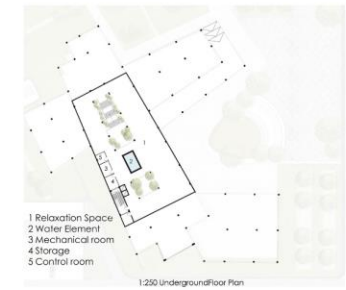 1 Relaxation Space
2 Water Element
3 Mechanical room
4 Storage
5 Control room
1:250 UndergroundFloor Plan